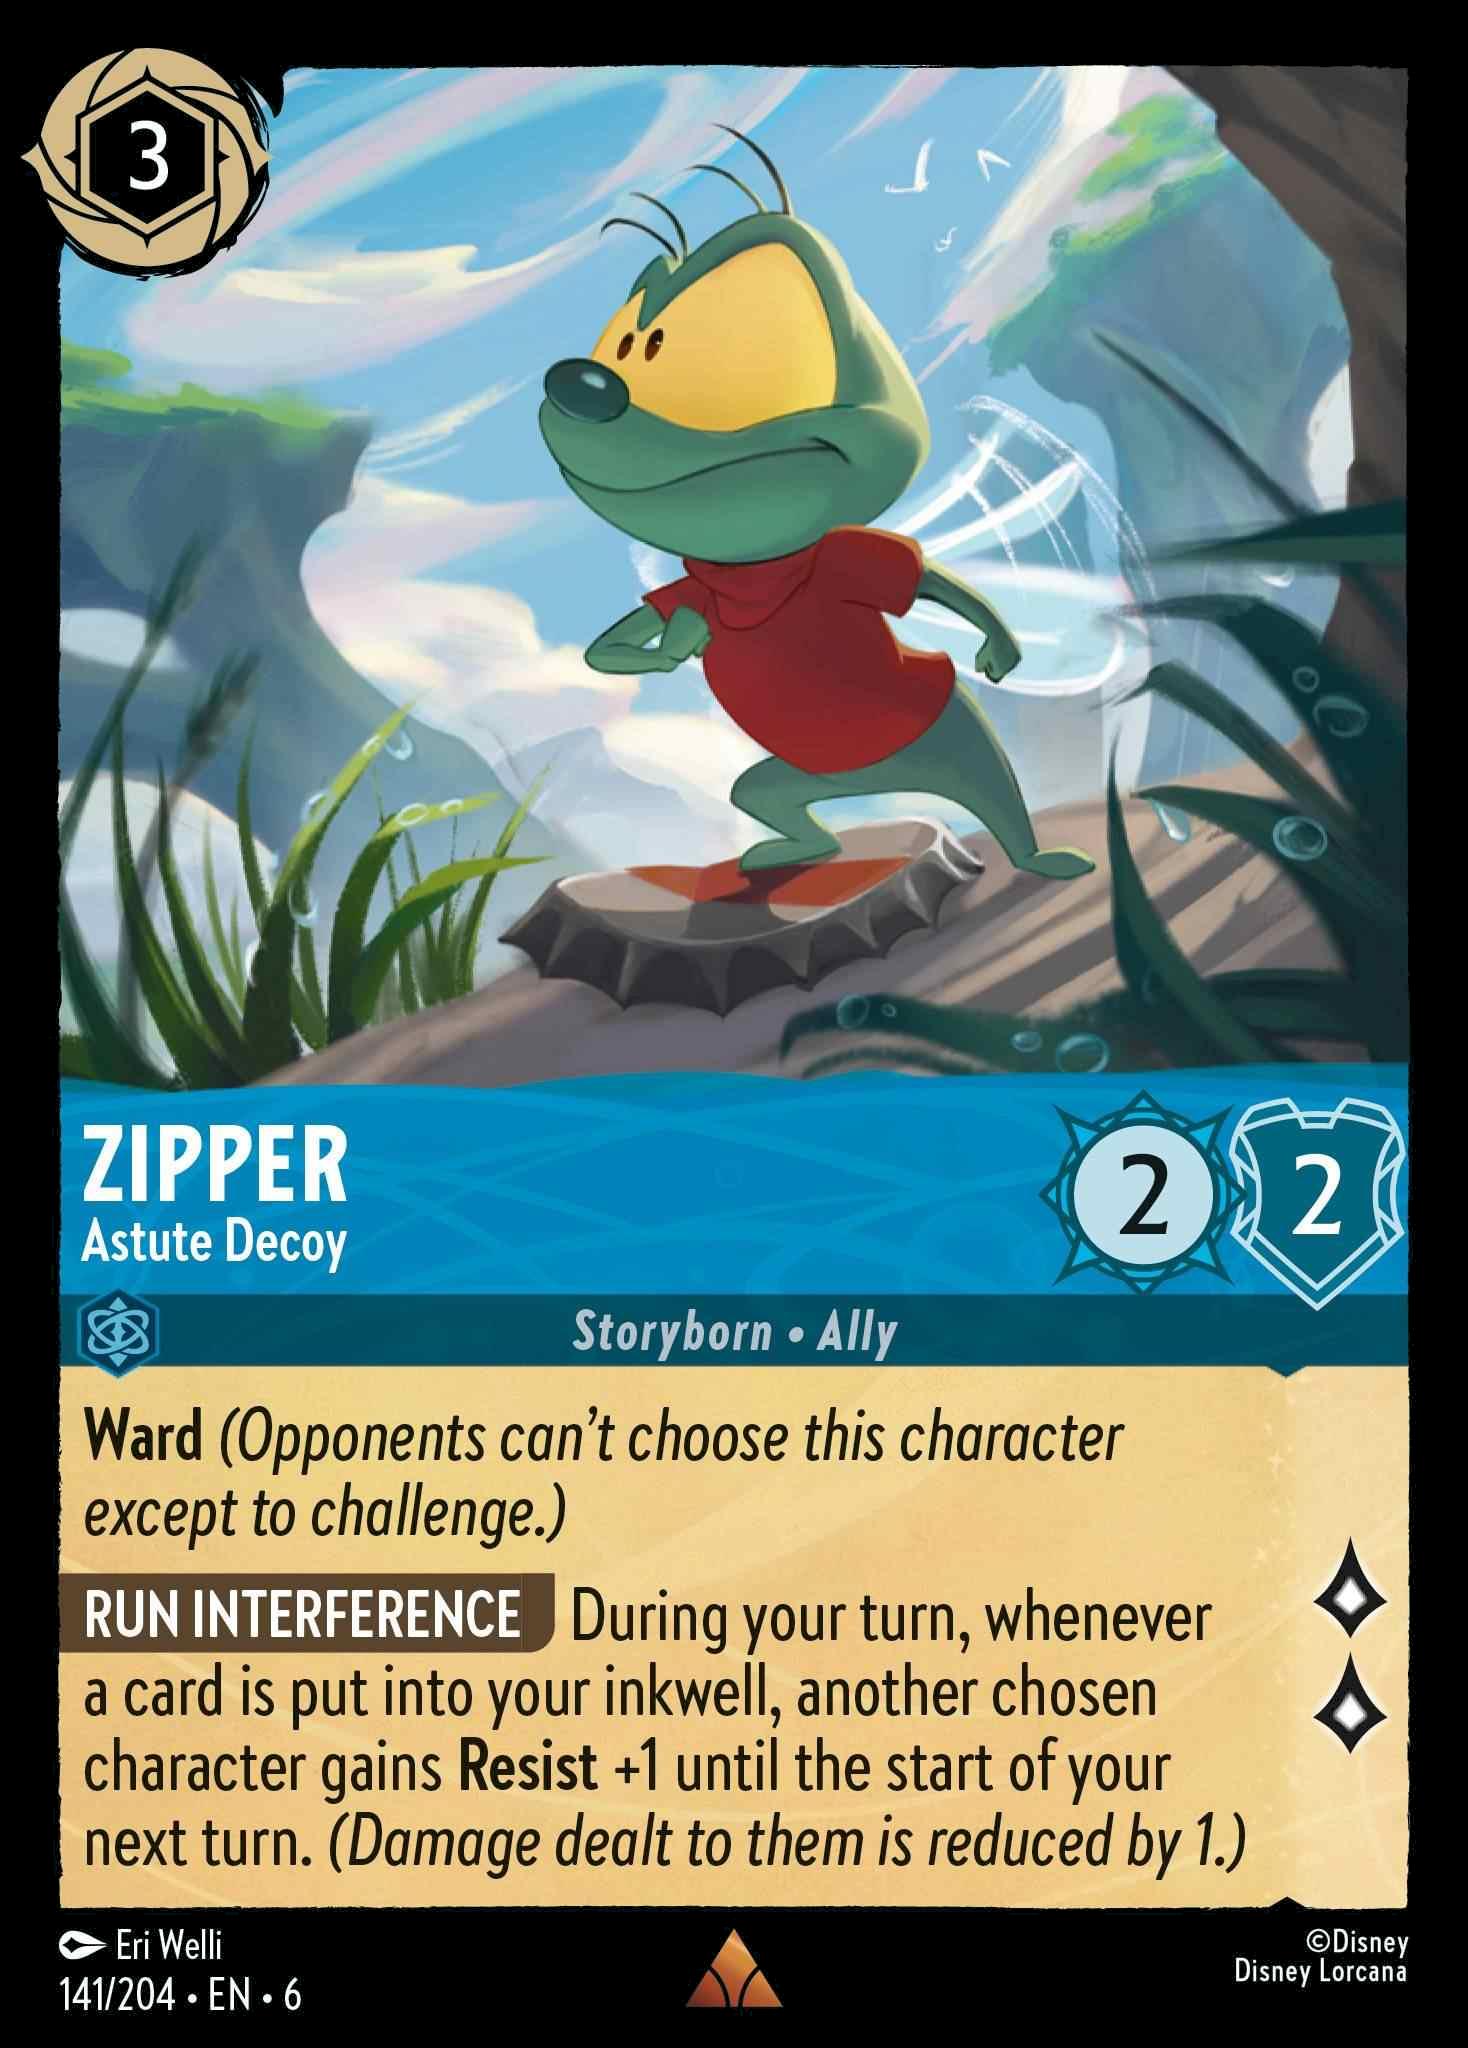 3
ZIPPER
Astute Decoy
2
2
Storyborn • Ally
Ward (Opponents can’t choose this character
except to challenge.)
RUN INTERFERENCE During your turn, whenever
a card is put into your inkwell, another chosen
character gains Resist +1 until the start of your
next turn. (Damage dealt to them is reduced by 1.)
Eri Welli
141/204 • EN • 6
©Disney
Disney Lorcana